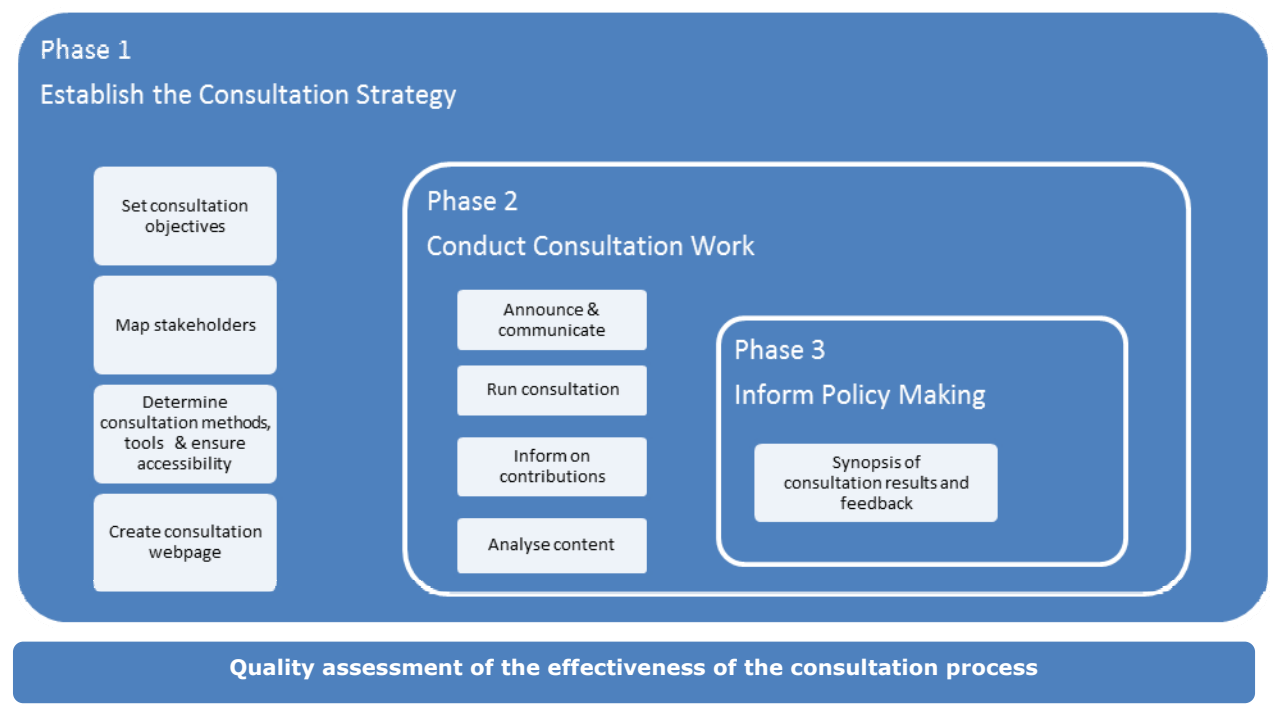 Phase 1
Establish the Consultation Strategy
Set consultation
objectives
Map stakeholders
Determine
consultation methods,
tools & ensure
accessibility
Create consultation
webpage
Phase 2
Conduct Consultation Work
Announce &
communicate
Run consultation
Inform on
contributions
Analyse content
Phase 3
Inform Policy Making
Synopsis of
consultation results and
feedback
Quality assessment of the effectiveness of the consultation process